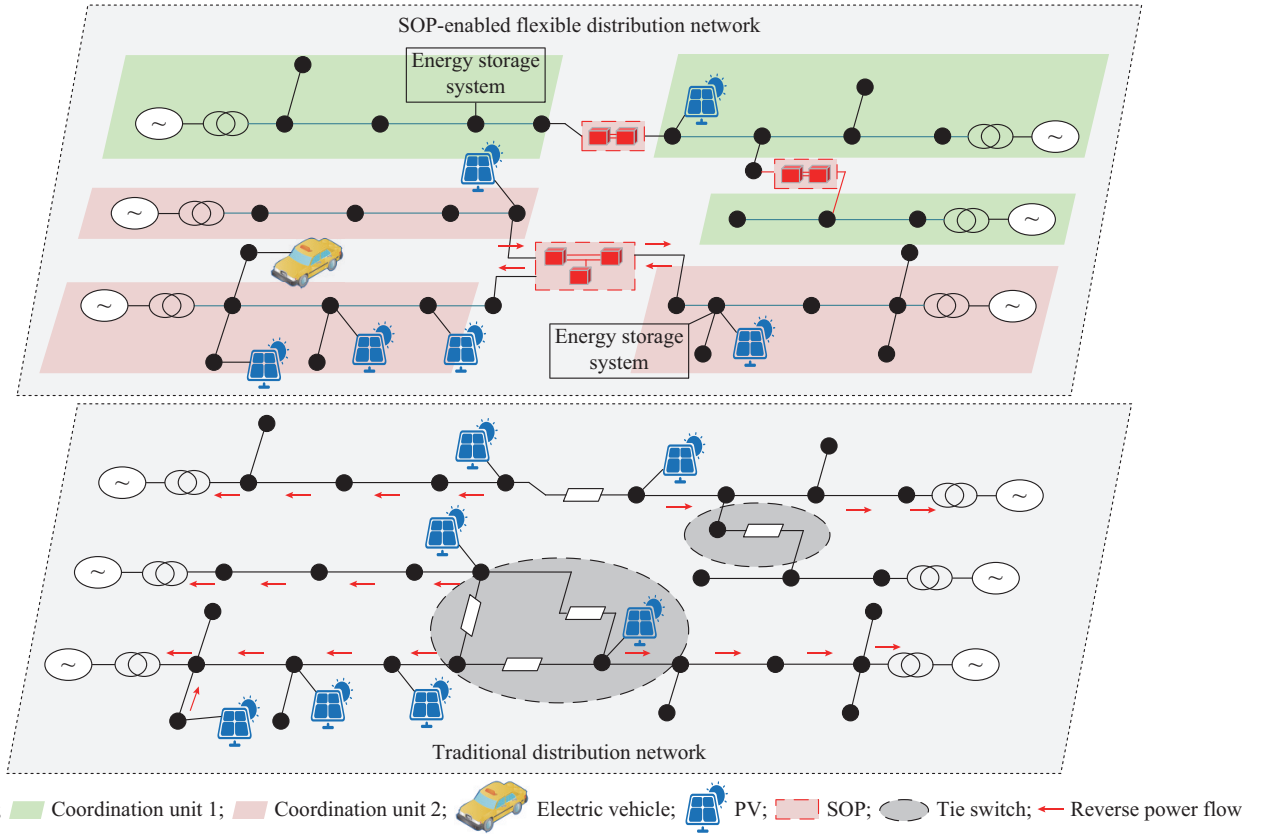 SOP-enabled flexible distribution network
Energy storage
system
~
~
~
~
~
~
Energy storage
system
~
~
~
~
~
~
Traditional distribution network
Coordination unit 1; Coordination unit 2; Electric vehicle; PV; SOP; Tie switch; Reverse power flow